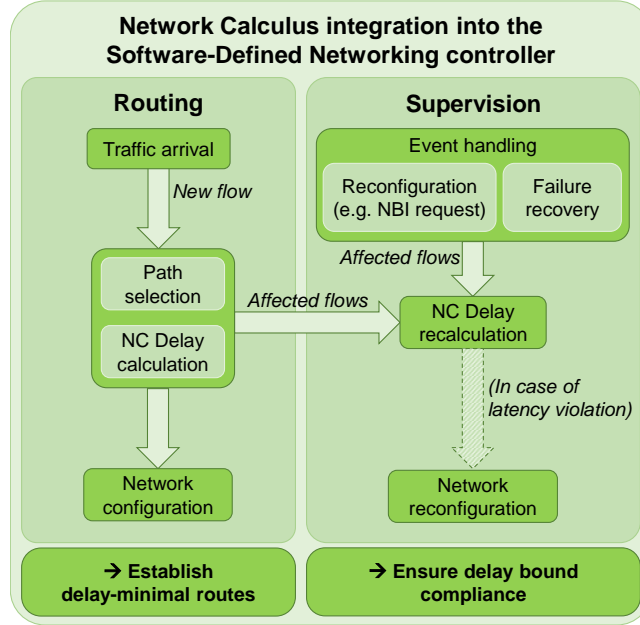 Network Calculus integration into the
Software-Defined Networking controller
Routing
Traffic arrival
New flow
Path
selection
NC Delay
calculation
Affected flows
Network
configuration
→ Establish
delay-minimal routes
Supervision
Event handling
Reconfiguration
(e.g. NBI request)
Failure
recovery
Affected flows
NC Delay
recalculation
(In case of
latency violation)
Network
reconfiguration
→ Ensure delay bound
compliance